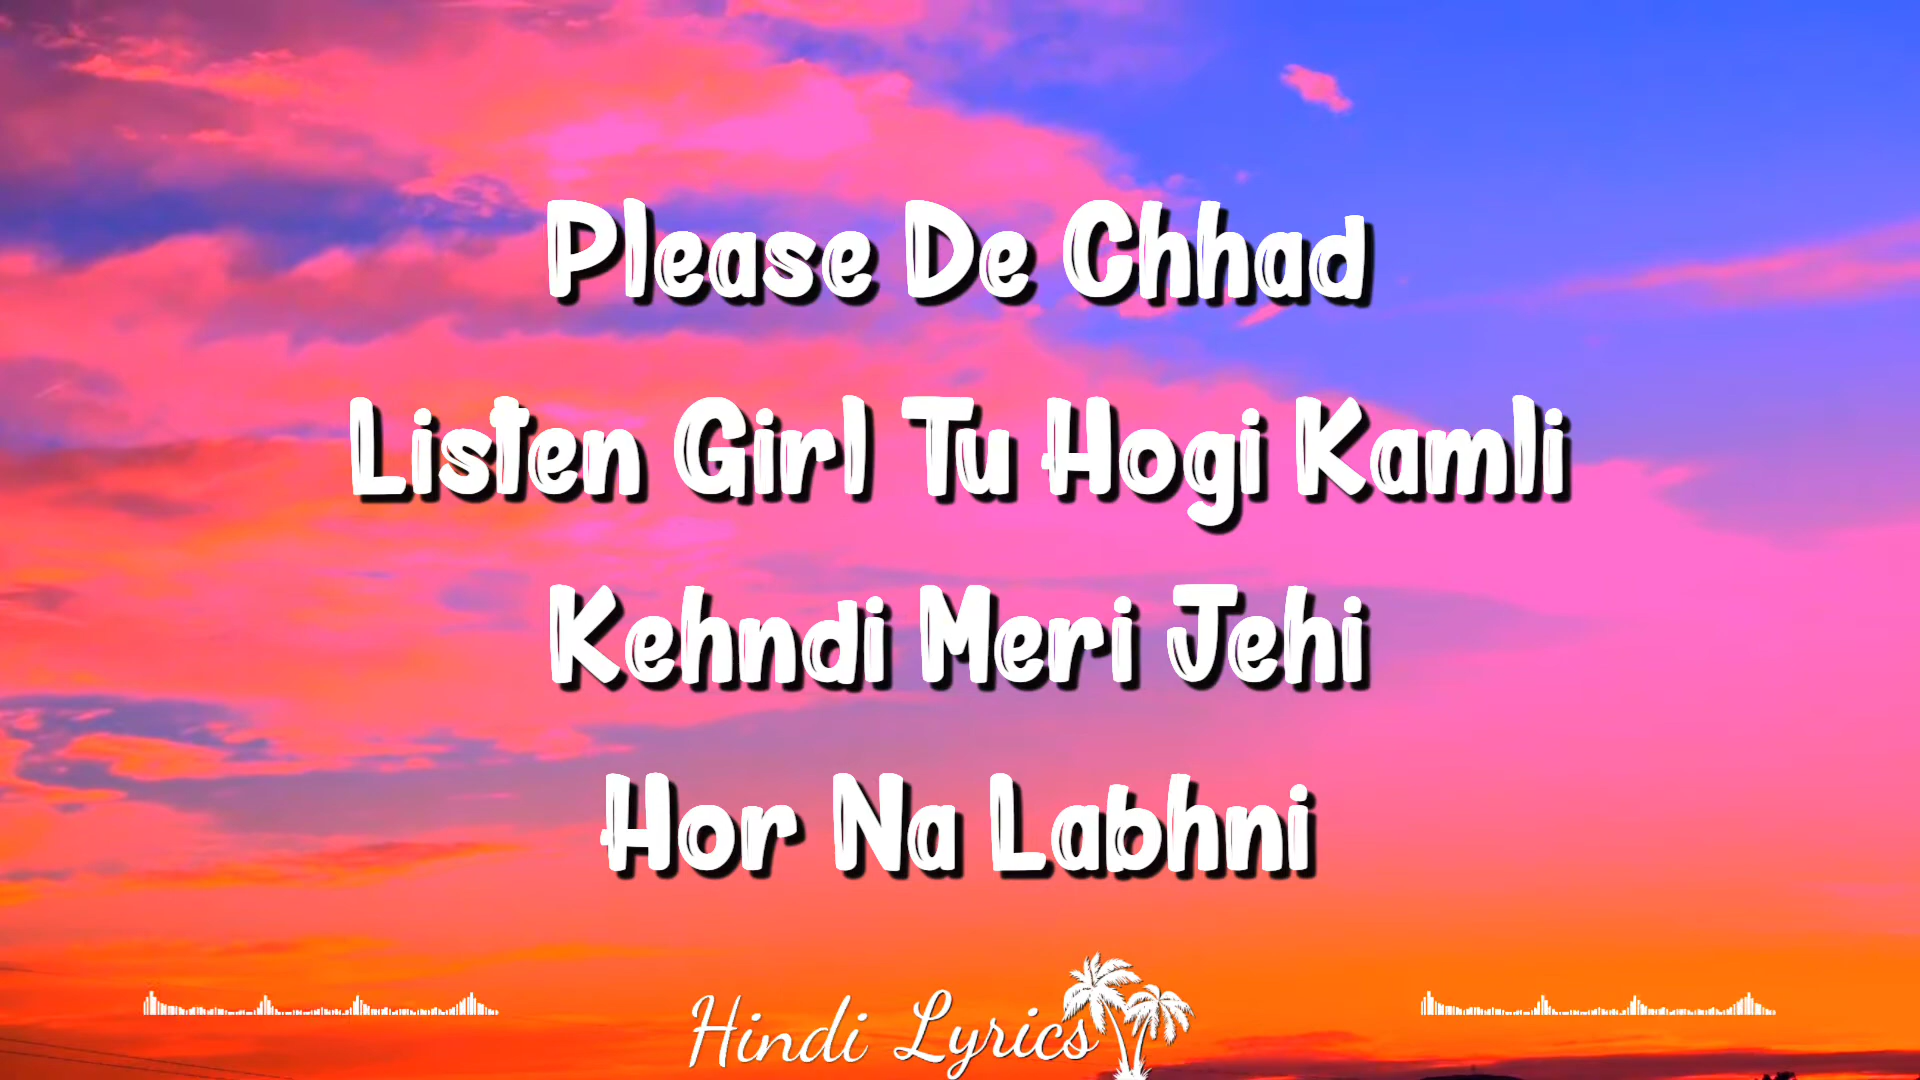 Please De Chhad
Listen Girl Tu Hogi Kamli
Kehndi Meri Jehi
Hor Na Labhni
Hindi Lyrics